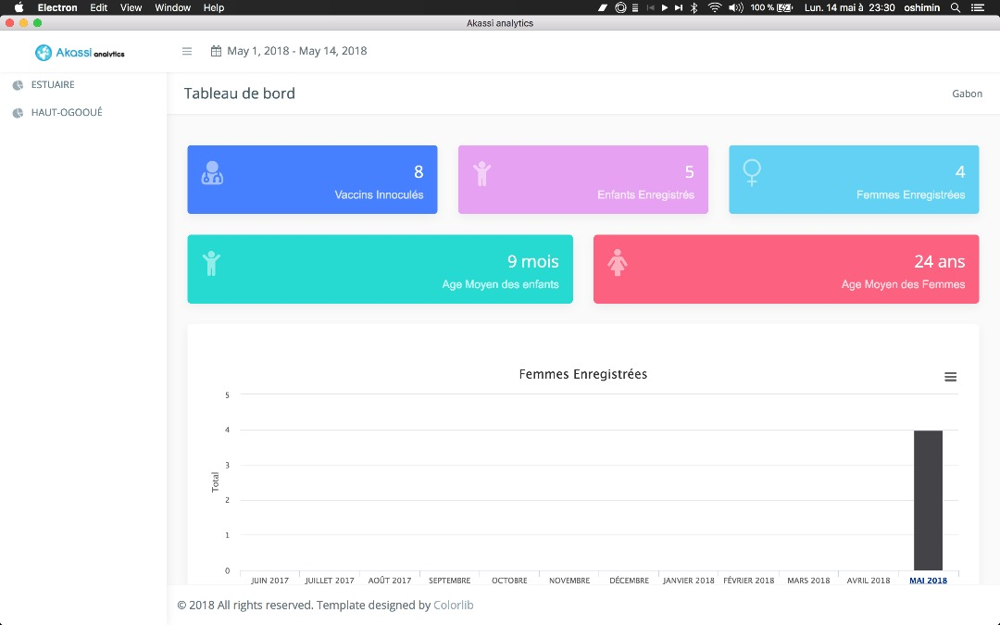 Electron Edit View Window Help 100 % Lun. 14 mai à 23:30 oshimin
Akassi analytics
Akassi analytics
May 1, 2018 - May 14, 2018
ESTUAIRE
HAUT-OGOOUÉ
Tableau de bord
Gabon
8
Vaccins Innoculés
5
Enfants Enregistrés
4
Femmes Enregistrées
9 mois
Age Moyen des enfants
24 ans
Age Moyen des Femmes
Femmes Enregistrées
Total
5
4
3
2
1
0
JUIN 2017 JUILLET 2017 AOÛT 2017 SEPTEMBRE OCTOBRE NOVEMBRE DÉCEMBRE JANVIER 2018 FÉVRIER 2018 MARS 2018 AVRIL 2018 MAI 2018
© 2018 All rights reserved. Template designed by Colorlib